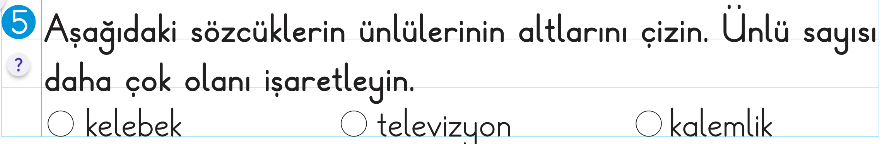 5 Aşağıdaki sözcüklerin ünlülerinin altlarını çizin. Ünlü sayısı
? daha çok olanı işaretleyin.
kelebek televizyon kalemlik